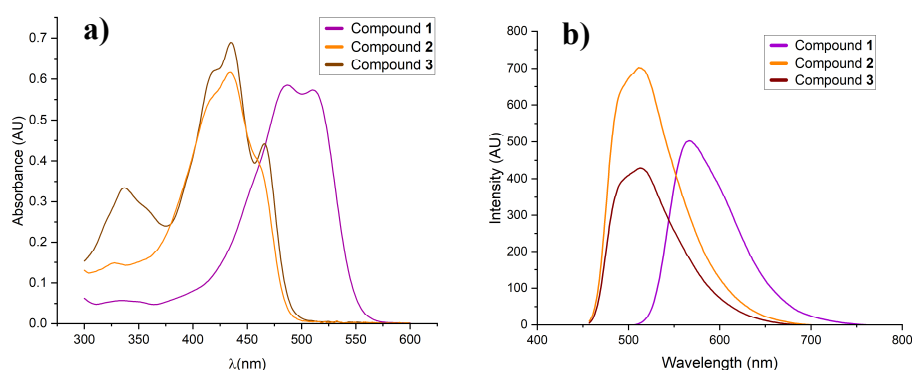 a)
Compound 1
Compound 2
Compound 3
0.7
0.6
0.5
0.4
0.3
0.2
0.1
0.0
Absorbance (AU)
300 350 400 450 500 550 600
λ(nm)
b)
Compound 1
Compound 2
Compound 3
800
700
600
500
400
300
200
100
0
Intensity (AU)
400 500 600 700 800
Wavelength (nm)